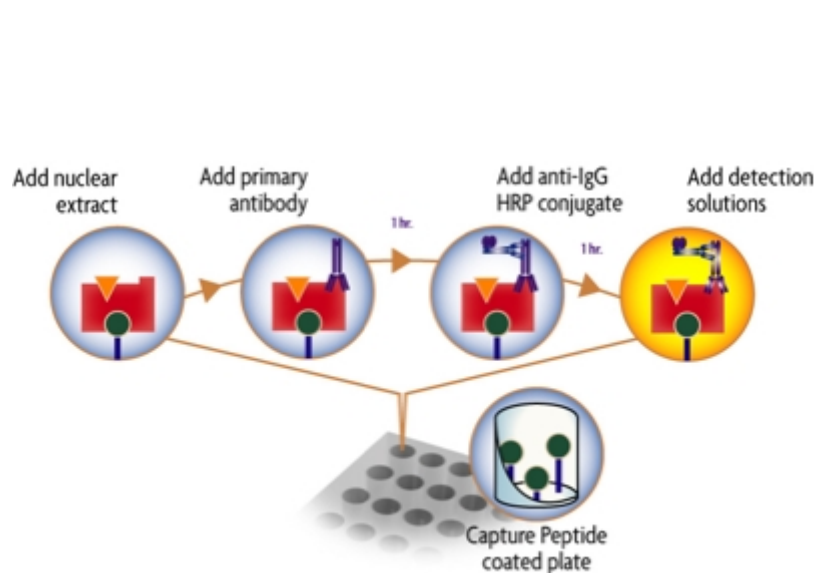 Add nuclear
extract
Add primary
antibody
1 hr.
Add anti-IgG
HRP conjugate
1 hr.
Add detection
solutions
Capture Peptide
coated plate